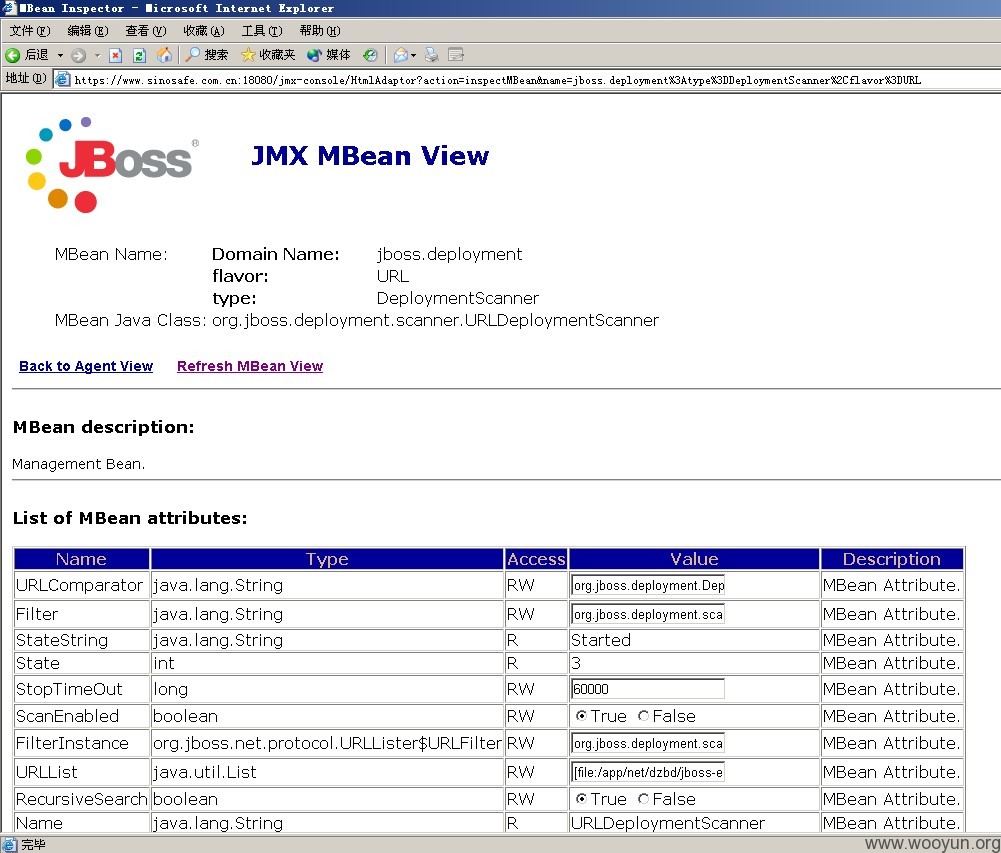 MBean Inspector - Microsoft Internet Explorer
文件(F) 编辑(E) 查看(V) 收藏(A) 工具(T) 帮助(H)
后退 搜索 收藏夹 媒体
地址(D) https://www.sinosafe.com.cn:18080/jmx-console/HtmlAdaptor?action=inspectMBean&name=jboss.deployment%3Atype%3DDeploymentScanner%2Cflavor%3DURL
JBoss® JMX MBean View
MBean Name: Domain Name: jboss.deployment
flavor: URL
type: DeploymentScanner
MBean Java Class: org.jboss.deployment.scanner.URLDeploymentScanner
Back to Agent View Refresh MBean View
MBean description:
Management Bean.
List of MBean attributes:
Name Type Access Value Description
URLComparator java.lang.String RW org.jboss.deployment.Dep MBean Attribute.
Filter java.lang.String RW org.jboss.deployment.sca MBean Attribute.
StateString java.lang.String R Started MBean Attribute.
State int R 3 MBean Attribute.
StopTimeOut long RW 60000 MBean Attribute.
ScanEnabled boolean RW True False MBean Attribute.
FilterInstance org.jboss.net.protocol.URLLister$URLFilter RW org.jboss.deployment.sca MBean Attribute.
URLList java.util.List RW [file:/app/net/dzbd/jboss-e MBean Attribute.
RecursiveSearch boolean RW True False MBean Attribute.
Name java.lang.String R URLDeploymentScanner MBean Attribute.
完毕
www.wooyun.org